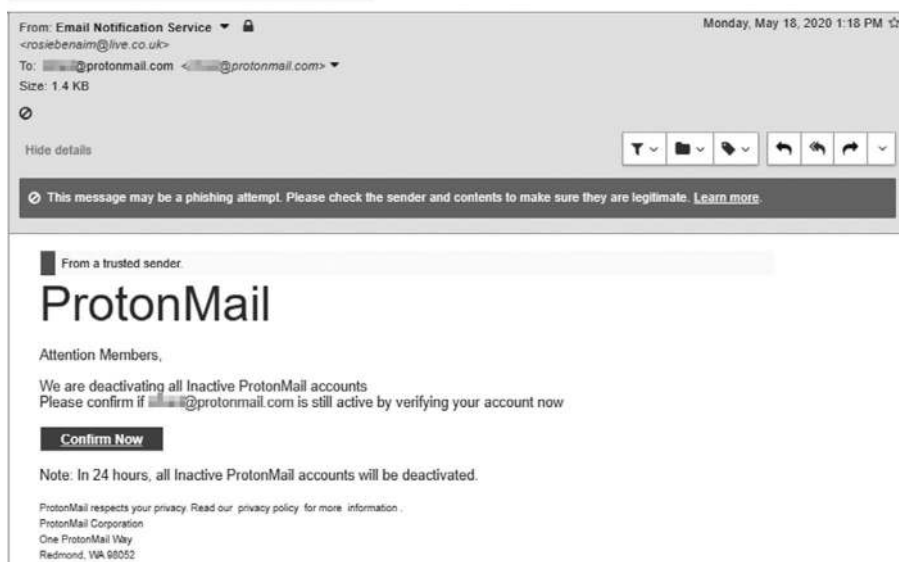 From: Email Notification Service
Monday, May 18, 2020 1:18 PM
<rosiebenaim@live.co.uk>
To: @protonmail.com < @protonmail.com>
Size: 1.4 KB
Hide details
This message may be a phishing attempt. Please check the sender and contents to make sure they are legitimate. Learn more.
From a trusted sender.
ProtonMail
Attention Members,
We are deactivating all Inactive ProtonMail accounts
Please confirm if @protonmail.com is still active by verifying your account now
Confirm Now
Note: In 24 hours, all Inactive ProtonMail accounts will be deactivated.
ProtonMail respects your privacy. Read our privacy policy for more information .
ProtonMail Corporation
One ProtonMail Way
Redmond, WA 98052